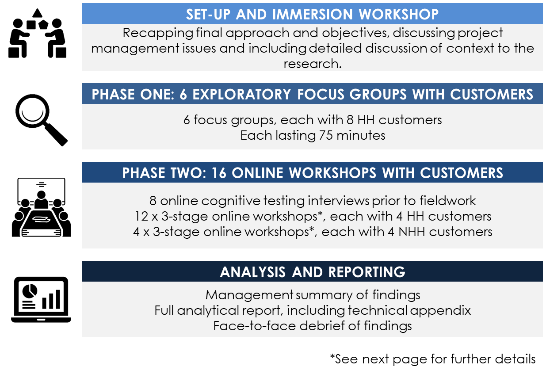 SET-UP AND IMMERSION WORKSHOP
Recapping final approach and objectives, discussing project
management issues and including detailed discussion of context to the
research.
PHASE ONE: 6 EXPLORATORY FOCUS GROUPS WITH CUSTOMERS
6 focus groups, each with 8 HH customers
Each lasting 75 minutes
PHASE TWO: 16 ONLINE WORKSHOPS WITH CUSTOMERS
8 online cognitive testing interviews prior to fieldwork
12 x 3-stage online workshops*, each with 4 HH customers
4 x 3-stage online workshops*, each with 4 NHH customers
ANALYSIS AND REPORTING
Management summary of findings
Full analytical report, including technical appendix
Face-to-face debrief of findings
*See next page for further details